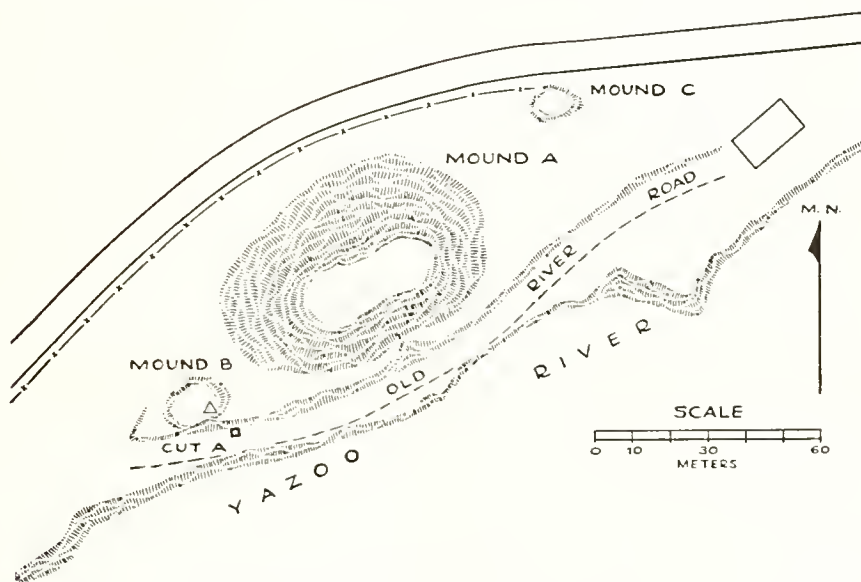 MOUND C
MOUND A
M. N.
OLD RIVER ROAD
MOUND B
CUT A
YAZOO RIVER
SCALE
0 10 30 60
METERS